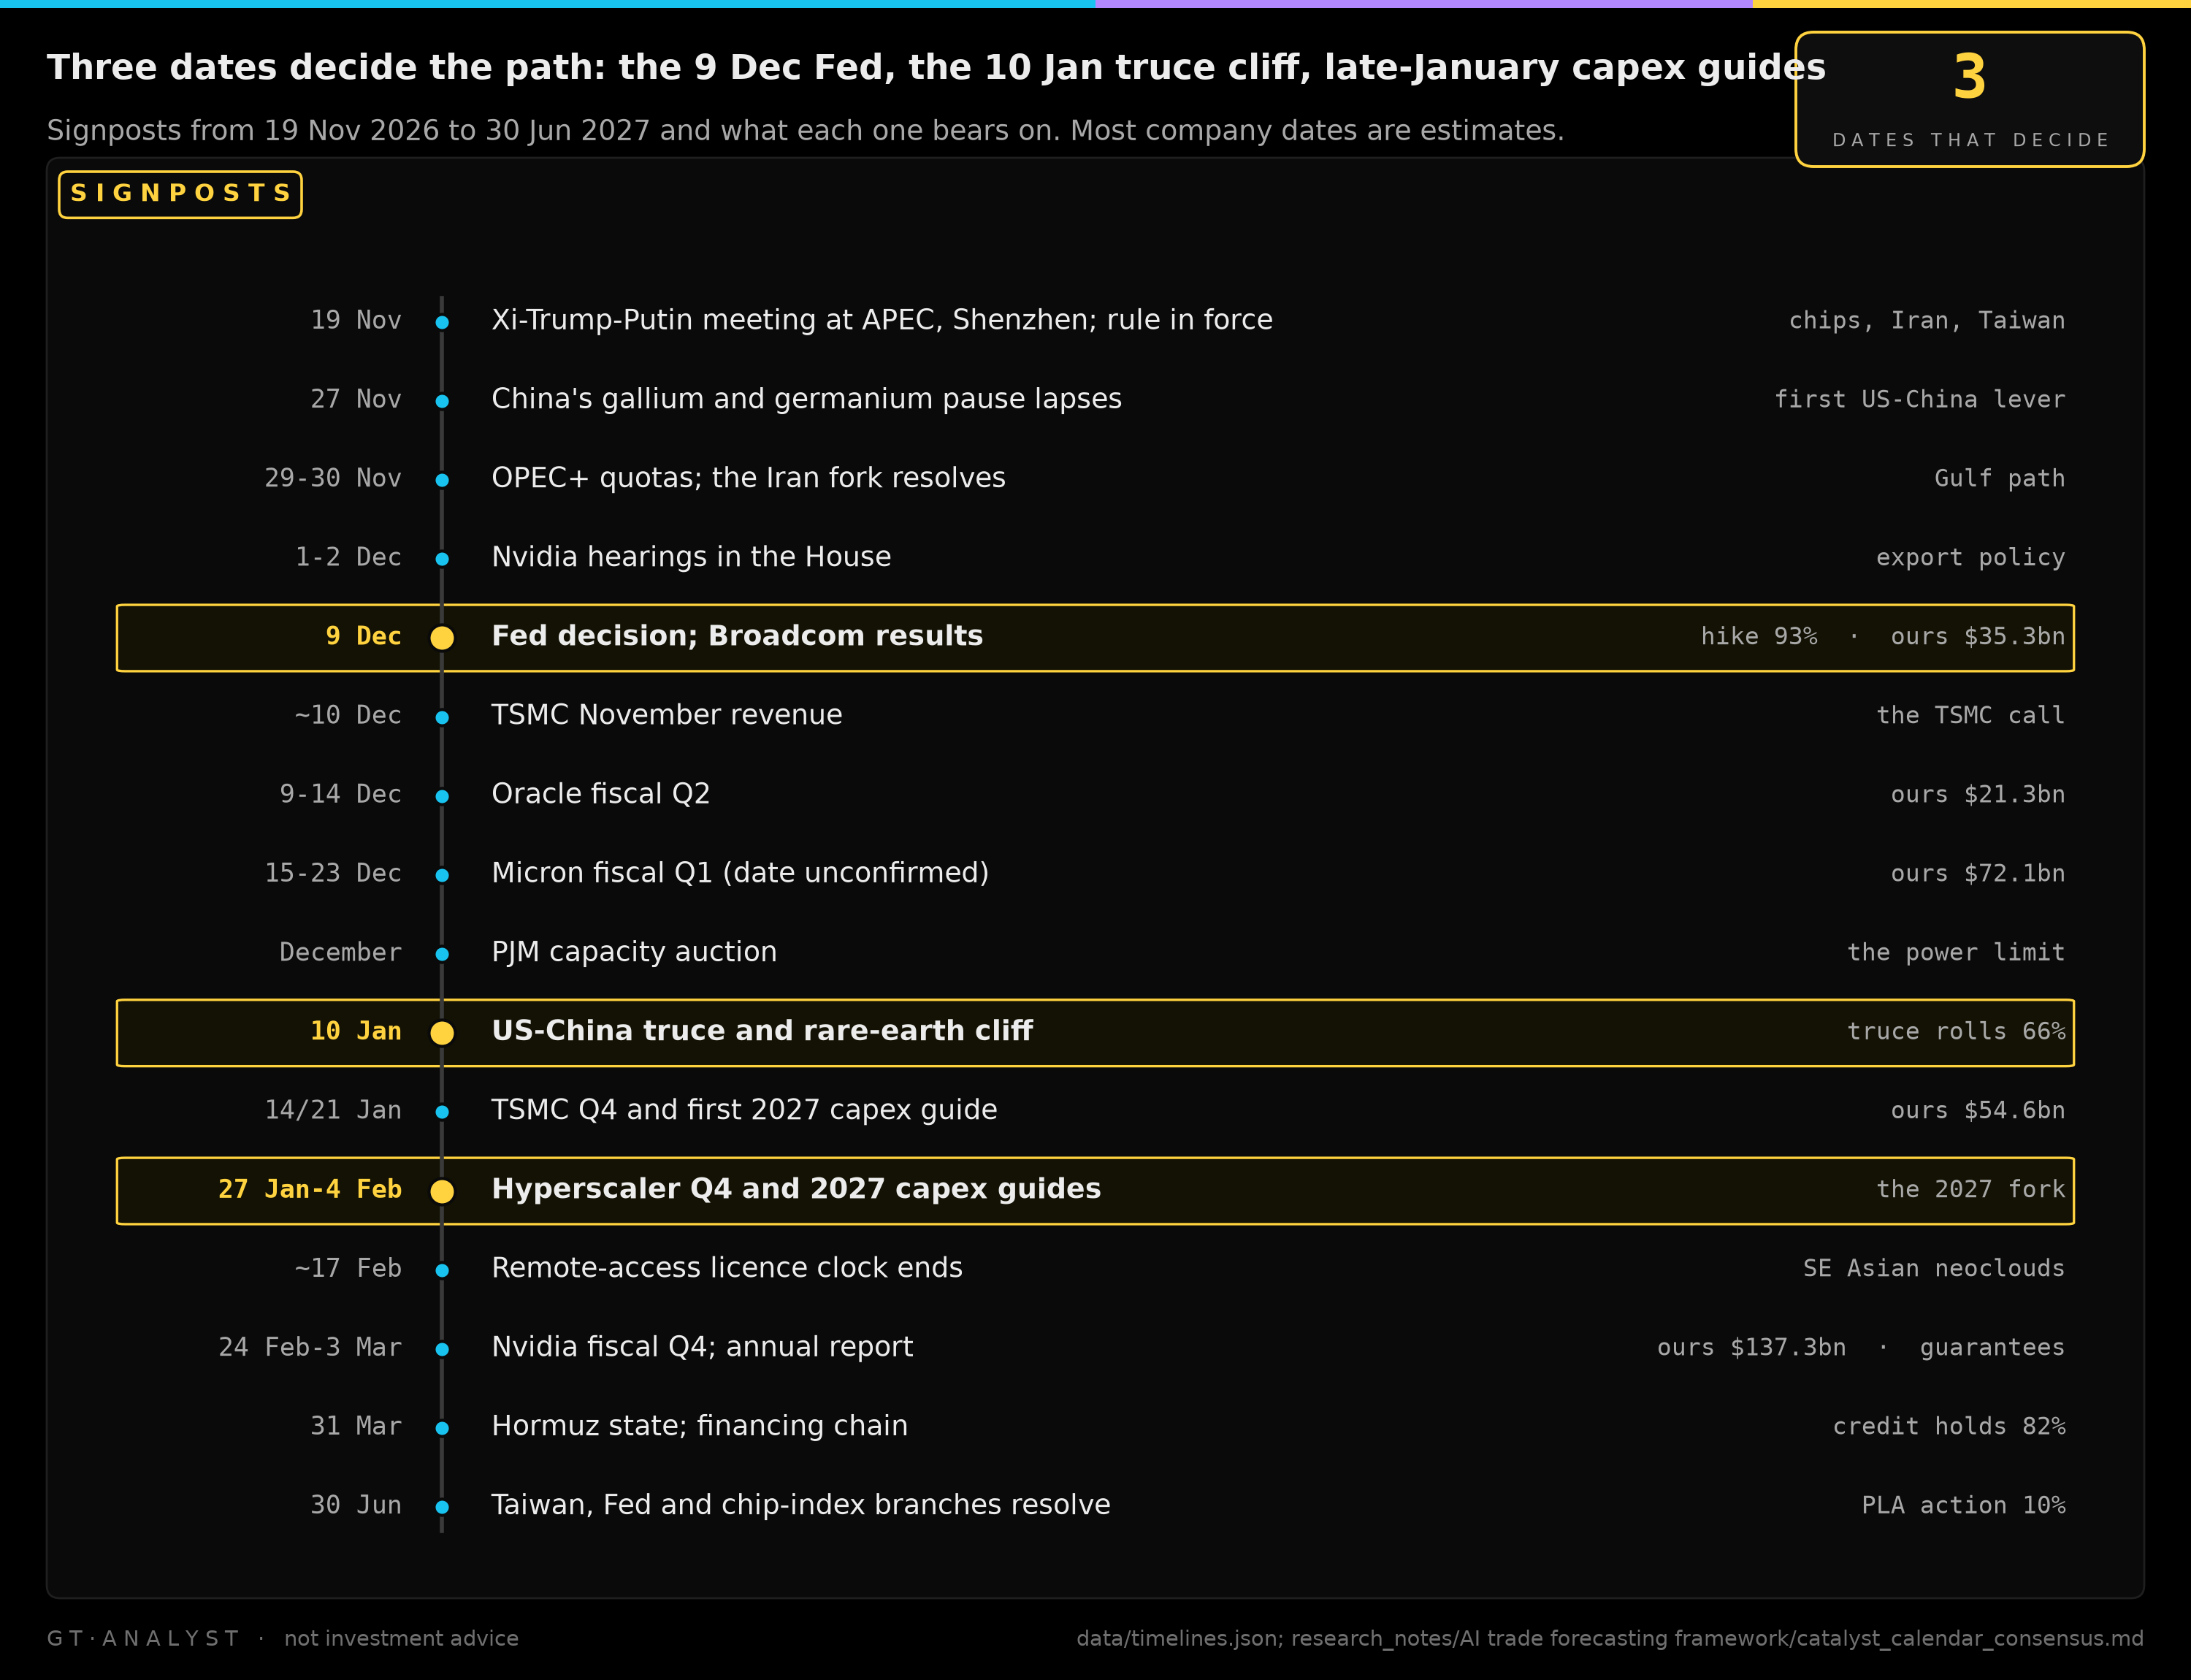 Three dates decide the path: the 9 Dec Fed, the 10 Jan truce cliff, late-January capex guides
3
DATES THAT DECIDE
Signposts from 19 Nov 2026 to 30 Jun 2027 and what each one bears on. Most company dates are estimates.
SIGNPOSTS
19 Nov Xi-Trump-Putin meeting at APEC, Shenzhen; rule in force chips, Iran, Taiwan
27 Nov China's gallium and germanium pause lapses first US-China lever
29-30 Nov OPEC+ quotas; the Iran fork resolves Gulf path
1-2 Dec Nvidia hearings in the House export policy
9 Dec Fed decision; Broadcom results hike 93% · ours $35.3bn
~10 Dec TSMC November revenue the TSMC call
9-14 Dec Oracle fiscal Q2 ours $21.3bn
15-23 Dec Micron fiscal Q1 (date unconfirmed) ours $72.1bn
December PJM capacity auction the power limit
10 Jan US-China truce and rare-earth cliff truce rolls 66%
14/21 Jan TSMC Q4 and first 2027 capex guide ours $54.6bn
27 Jan-4 Feb Hyperscaler Q4 and 2027 capex guides the 2027 fork
~17 Feb Remote-access licence clock ends SE Asian neoclouds
24 Feb-3 Mar Nvidia fiscal Q4; annual report ours $137.3bn · guarantees
31 Mar Hormuz state; financing chain credit holds 82%
30 Jun Taiwan, Fed and chip-index branches resolve PLA action 10%
GT·ANALYST · not investment advice
data/timelines.json; research_notes/AI trade forecasting framework/catalyst_calendar_consensus.md